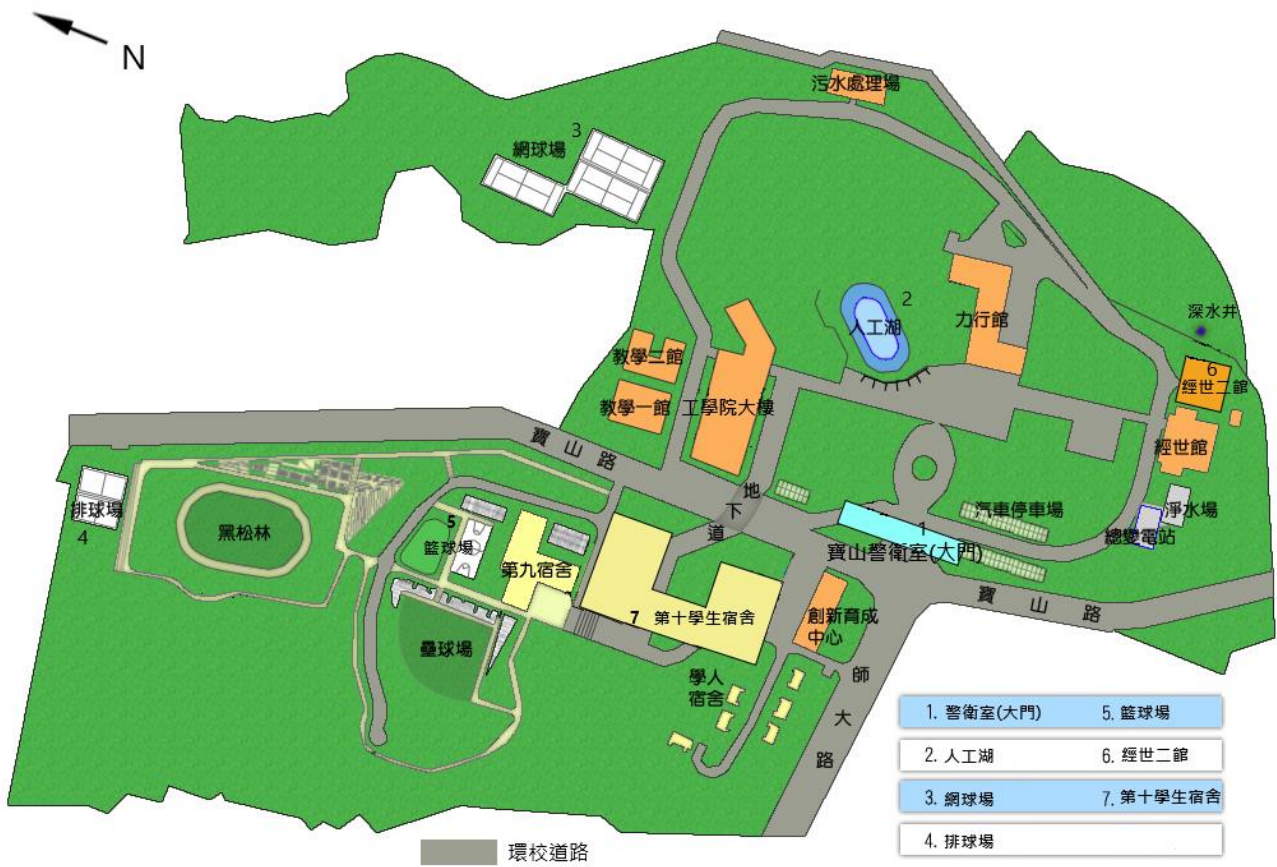 N
污水處理場
3
網球場
2
人工湖
力行館
深水井
6
經世二館
教學二館
教學一館
工學院大樓
經世館
寶山路
地下道
排球場
4
黑松林
5
籃球場
第九宿舍
汽車停車場
淨水場
總變電站
1
寶山警衛室(大門)
寶山路
7 第十學生宿舍
創新育成
中心
壘球場
學人
宿舍
師大路
1. 警衛室(大門) 5. 籃球場
2. 人工湖 6. 經世二館
3. 網球場 7. 第十學生宿舍
4. 排球場
環校道路